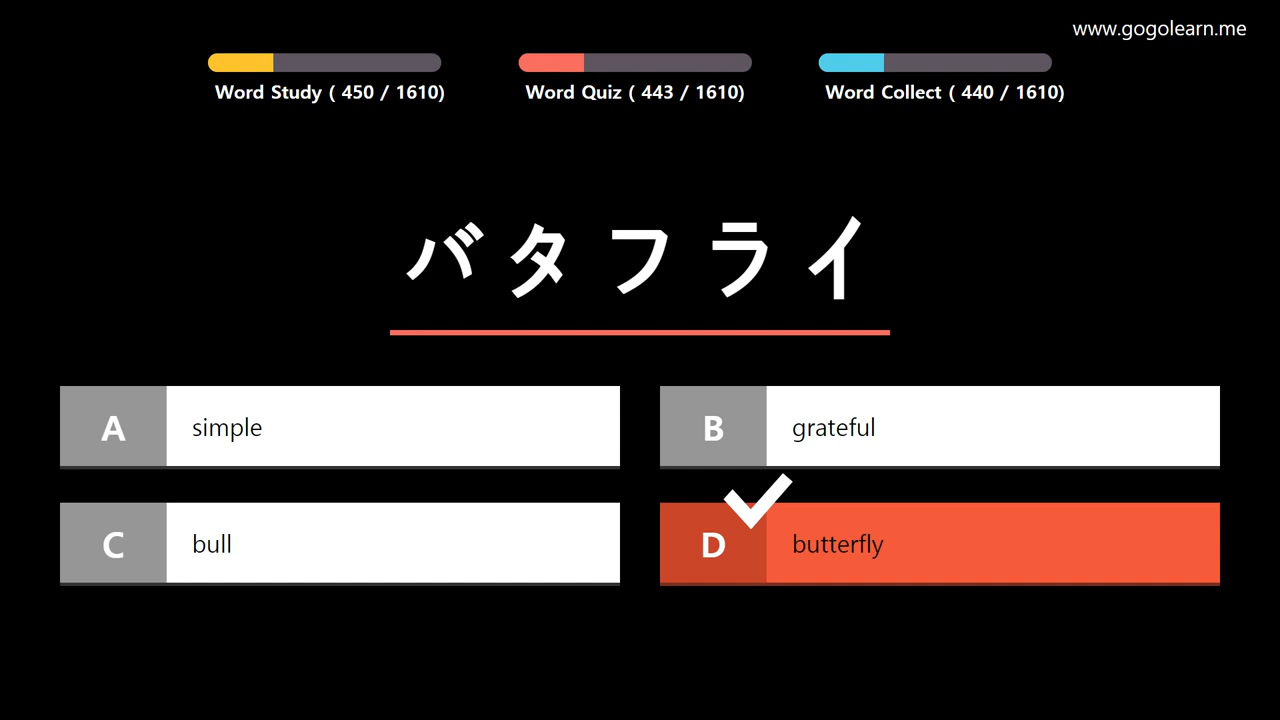 www.gogolearn.me
Word Study ( 450 / 1610)
Word Quiz ( 443 / 1610)
Word Collect ( 440 / 1610)
バタフライ
A simple
B grateful
C bull
D butterfly